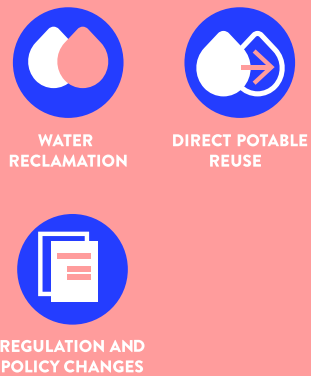 WATER
RECLAMATION
DIRECT POTABLE
REUSE
REGULATION AND
POLICY CHANGES